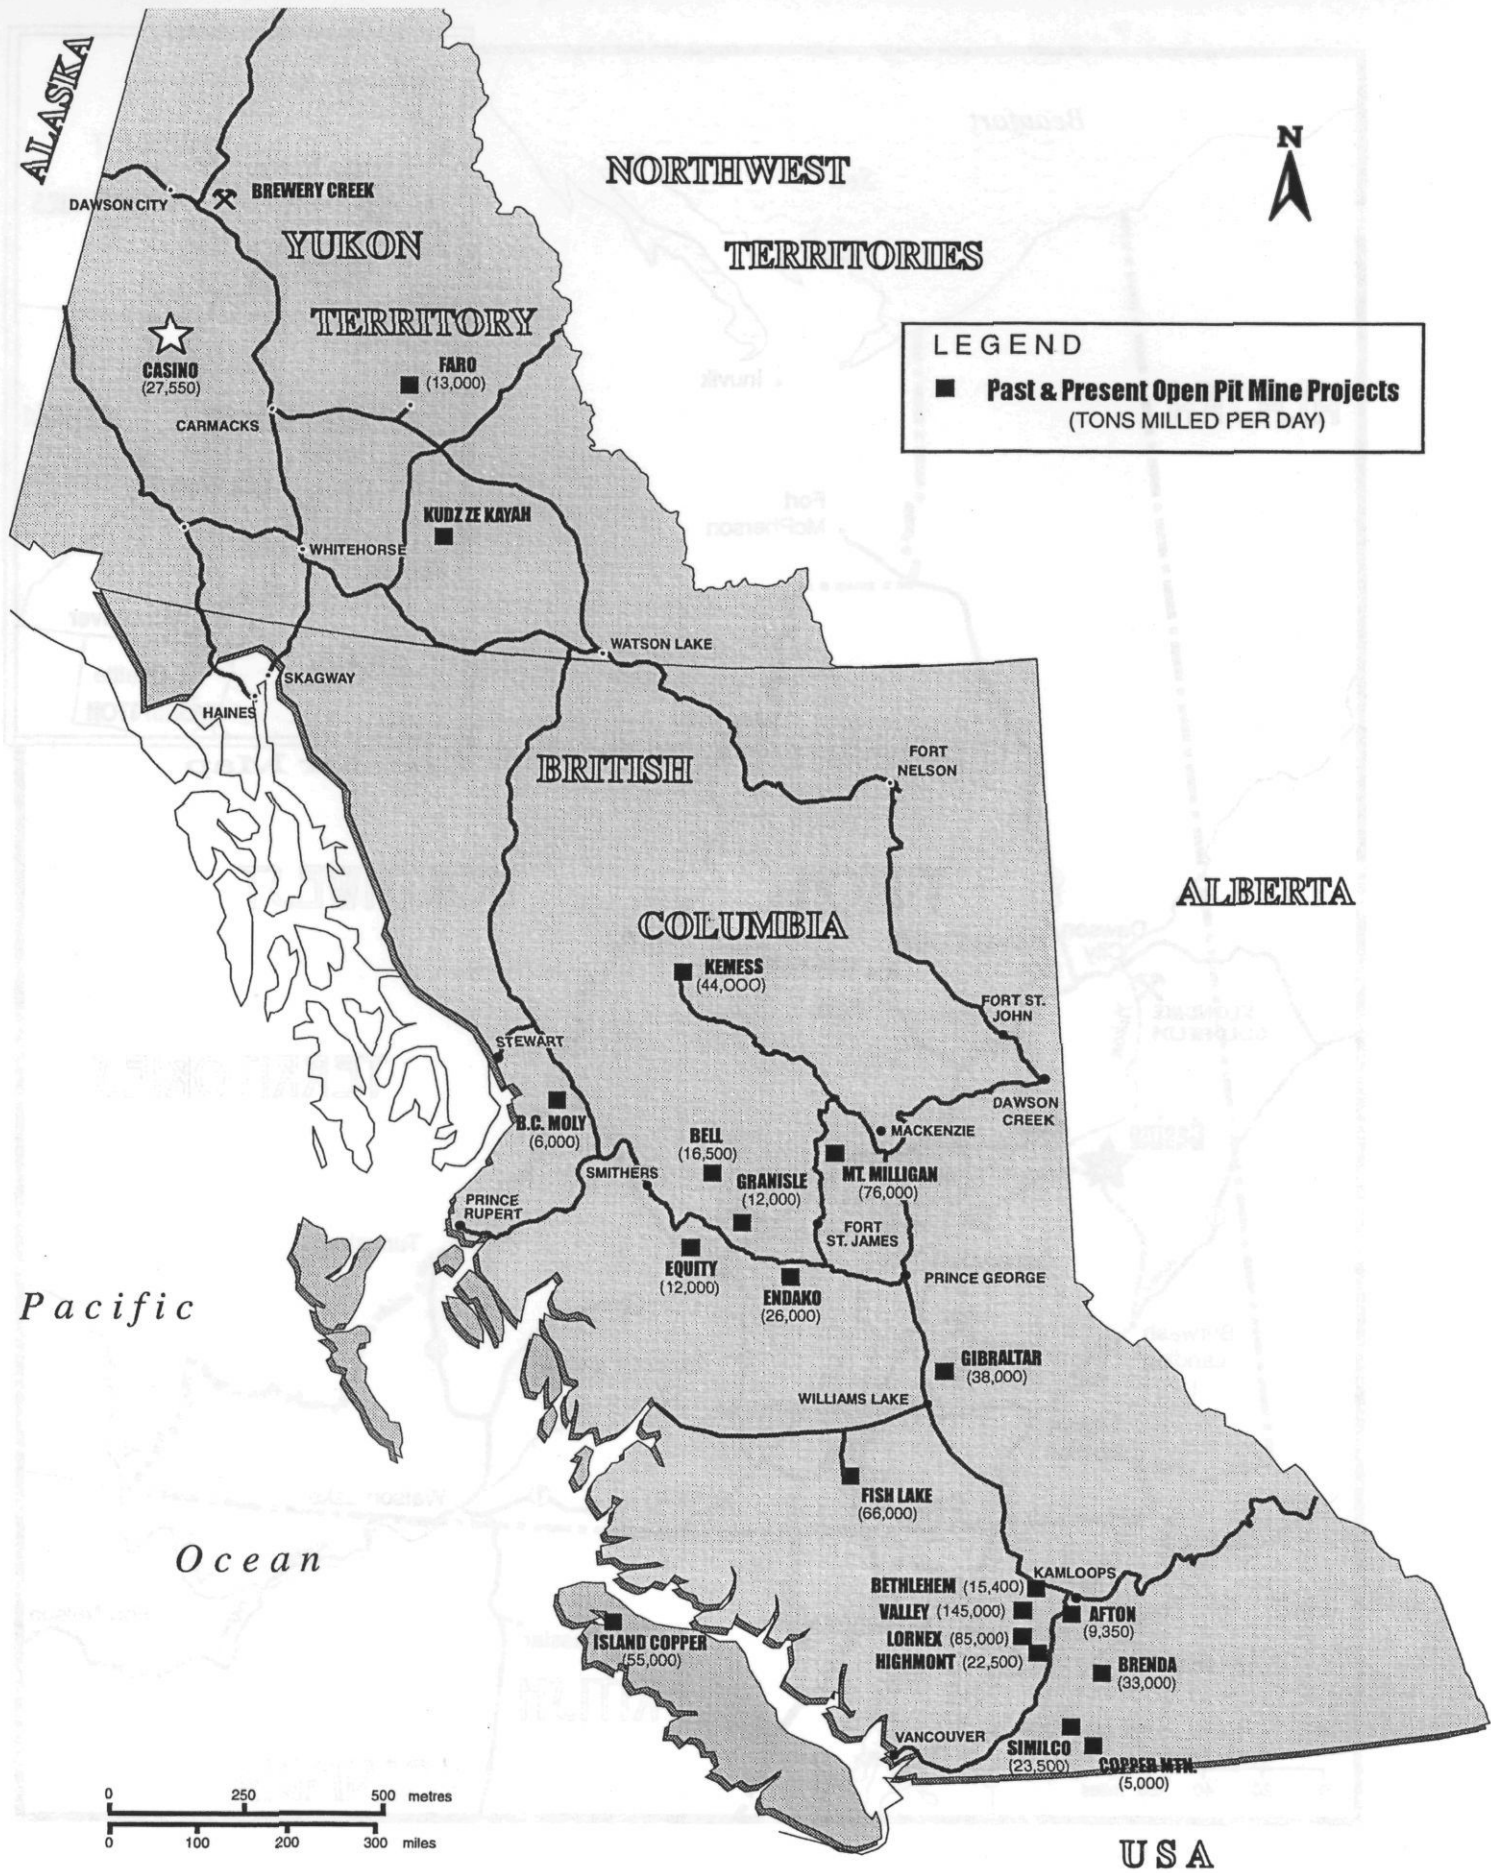 ALASKA
N
NORTHWEST
TERRITORIES
BREWERY CREEK
DAWSON CITY
YUKON
TERRITORY
LEGEND
Past & Present Open Pit Mine Projects
(TONS MILLED PER DAY)
CASINO
(27,550)
FARO
(13,000)
CARMACKS
KUDZ ZE KAYAH
WHITEHORSE
WATSON LAKE
SKAGWAY
HAINES
BRITISH
FORT
NELSON
ALBERTA
COLUMBIA
KEMESS
(44,000)
FORT ST.
JOHN
STEWART
DAWSON
CREEK
B.C. MOLY
(6,000)
MACKENZIE
BELL
(16,500)
SMITHERS
GRANISLE
(12,000)
MT. MILLIGAN
(76,000)
PRINCE
RUPERT
FORT
ST. JAMES
EQUITY
(12,000)
ENDAKO
(26,000)
PRINCE GEORGE
Pacific
GIBRALTAR
(38,000)
WILLIAMS LAKE
FISH LAKE
(66,000)
Ocean
KAMLOOPS
BETHLEHEM (15,400)
VALLEY (145,000)
AFTON
(9,350)
LORNEX (85,000)
HIGHMONT (22,500)
ISLAND COPPER
(55,000)
BRENDA
(33,000)
VANCOUVER
SIMILCO
(23,500)
COPPER MTN.
(5,000)
0 250 500 metres
0 100 200 300 miles
USA